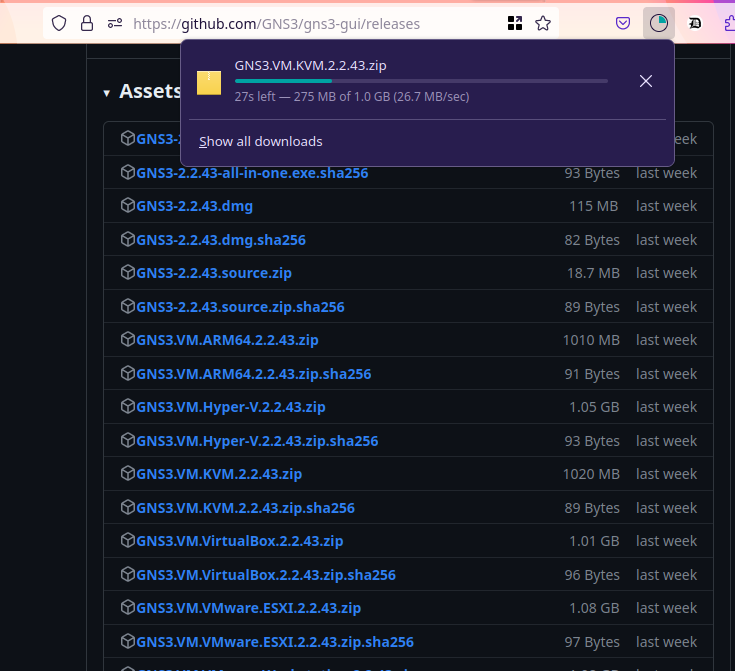 https://github.com/GNS3/gns3-gui/releases
GNS3.VM.KVM.2.2.43.zip
27s left — 275 MB of 1.0 GB (26.7 MB/sec)
Show all downloads
▾ Assets
GNS3-
eek
GNS3-2.2.43-all-in-one.exe.sha256 93 Bytes last week
GNS3-2.2.43.dmg 115 MB last week
GNS3-2.2.43.dmg.sha256 82 Bytes last week
GNS3-2.2.43.source.zip 18.7 MB last week
GNS3-2.2.43.source.zip.sha256 89 Bytes last week
GNS3.VM.ARM64.2.2.43.zip 1010 MB last week
GNS3.VM.ARM64.2.2.43.zip.sha256 91 Bytes last week
GNS3.VM.Hyper-V.2.2.43.zip 1.05 GB last week
GNS3.VM.Hyper-V.2.2.43.zip.sha256 93 Bytes last week
GNS3.VM.KVM.2.2.43.zip 1020 MB last week
GNS3.VM.KVM.2.2.43.zip.sha256 89 Bytes last week
GNS3.VM.VirtualBox.2.2.43.zip 1.01 GB last week
GNS3.VM.VirtualBox.2.2.43.zip.sha256 96 Bytes last week
GNS3.VM.VMware.ESXI.2.2.43.zip 1.08 GB last week
GNS3.VM.VMware.ESXI.2.2.43.zip.sha256 97 Bytes last week